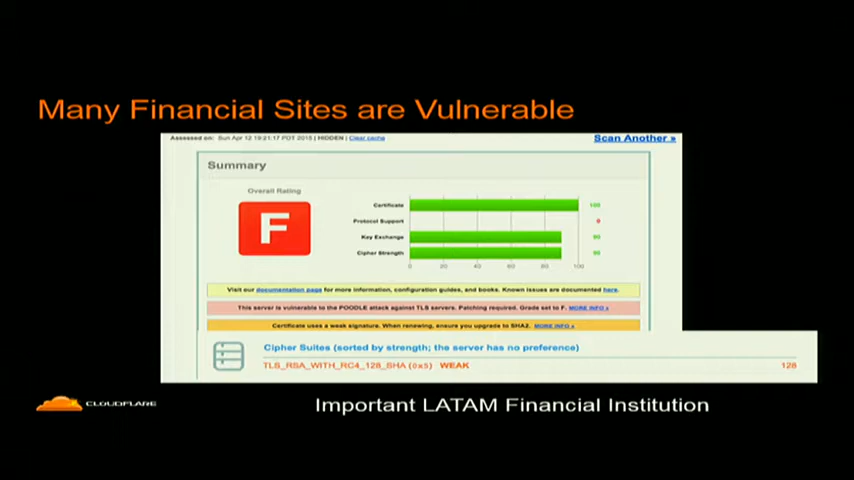 Many Financial Sites are Vulnerable
Assessed on: Sun Apr 12 19:21:17 PDT 2015 | HIDDEN | Clear cache
Scan Another »
Summary
Overall Rating
F
Certificate 100
Protocol Support 0
Key Exchange 90
Cipher Strength 90
0 20 40 60 80 100
Visit our documentation page for more information, configuration guides, and books. Known issues are documented here.
This server is vulnerable to the POODLE attack against TLS servers. Patching required. Grade set to F. MORE INFO »
Certificate uses a weak signature. When renewing, ensure you upgrade to SHA2. MORE INFO »
Cipher Suites (sorted by strength; the server has no preference)
TLS_RSA_WITH_RC4_128_SHA (0x5) WEAK 128
CLOUDFLARE
Important LATAM Financial Institution